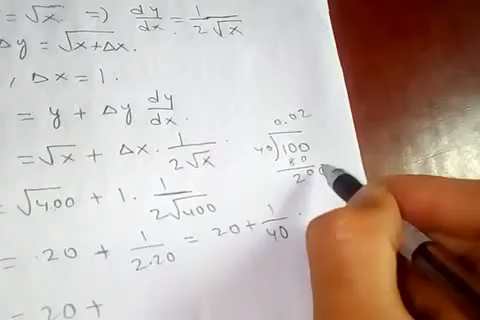 = √x. => dy/dx = 1/(2√x)
Δy = √(x+Δx).
, Δx = 1.
= y + Δy dy/dx.
= √x + Δx. 1/(2√x)
= √400 + 1. 1/(2√400)
= 20 + 1/(2.20) = 20 + 1/40.
= 20 +
0.02
40)100
80
200